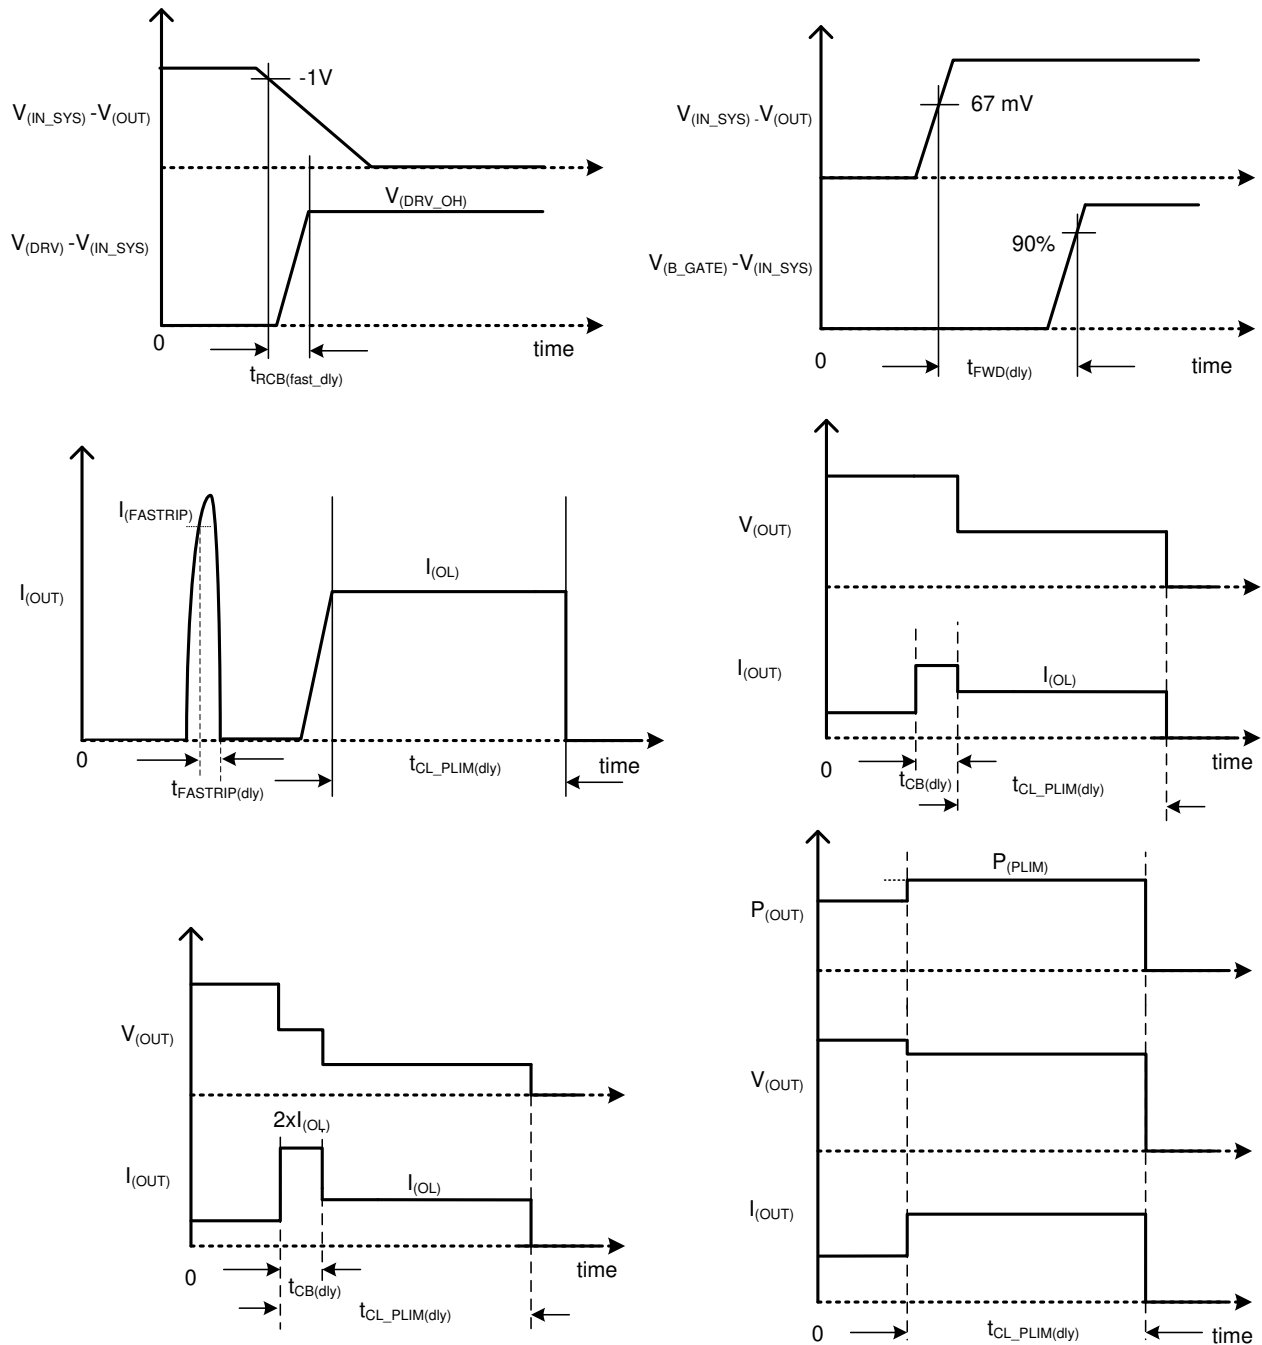 -1V
V(IN_SYS) -V(OUT)
V(DRV_OH)
V(DRV) -V(IN_SYS)
0
time
tRCB(fast_dly)
67 mV
V(IN_SYS) -V(OUT)
90%
V(B_GATE) -V(IN_SYS)
0
time
tFWD(dly)
I(FASTRIP)
I(OUT)
I(OL)
0
time
tCL_PLIM(dly)
tFASTRIP(dly)
V(OUT)
I(OUT)
I(OL)
0
time
tCB(dly)
tCL_PLIM(dly)
V(OUT)
2xI(OL)
I(OUT)
I(OL)
0
time
tCB(dly)
tCL_PLIM(dly)
P(PLIM)
P(OUT)
V(OUT)
I(OUT)
0
tCL_PLIM(dly)
time